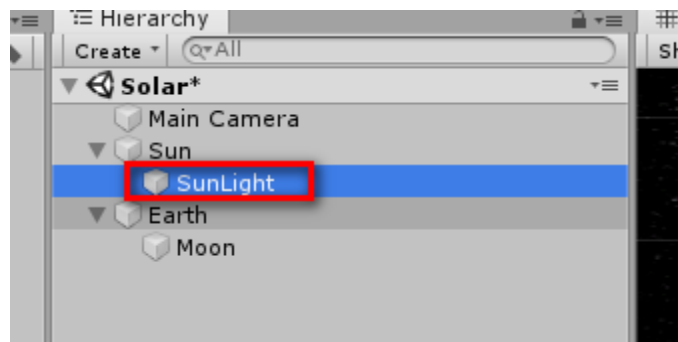 Hierarchy
Create All
Solar*
Main Camera
Sun
SunLight
Earth
Moon